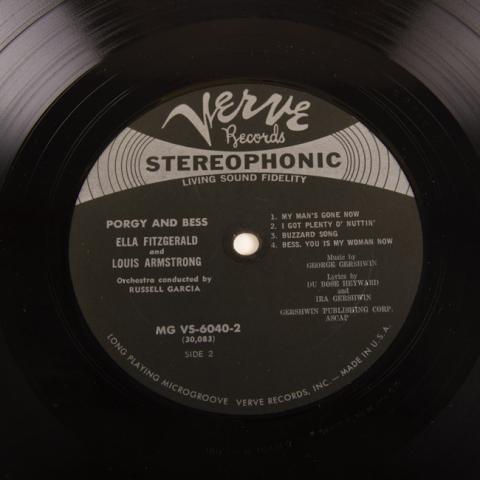 Verve
Records
STEREOPHONIC
LIVING SOUND FIDELITY
PORGY AND BESS
ELLA FITZGERALD
and
LOUIS ARMSTRONG
Orchestra conducted by
RUSSELL GARCIA
1. MY MAN'S GONE NOW
2. I GOT PLENTY O' NUTTIN'
3. BUZZARD SONG
4. BESS, YOU IS MY WOMAN NOW
Music by
GEORGE GERSHWIN
Lyrics by
DU BOSE HEYWARD
and
IRA GERSHWIN
GERSHWIN PUBLISHING CORP.
ASCAP
MG VS-6040-2
(30,083)
SIDE 2
LONG PLAYING MICROGROOVE VERVE RECORDS, INC. — MADE IN U.S.A.